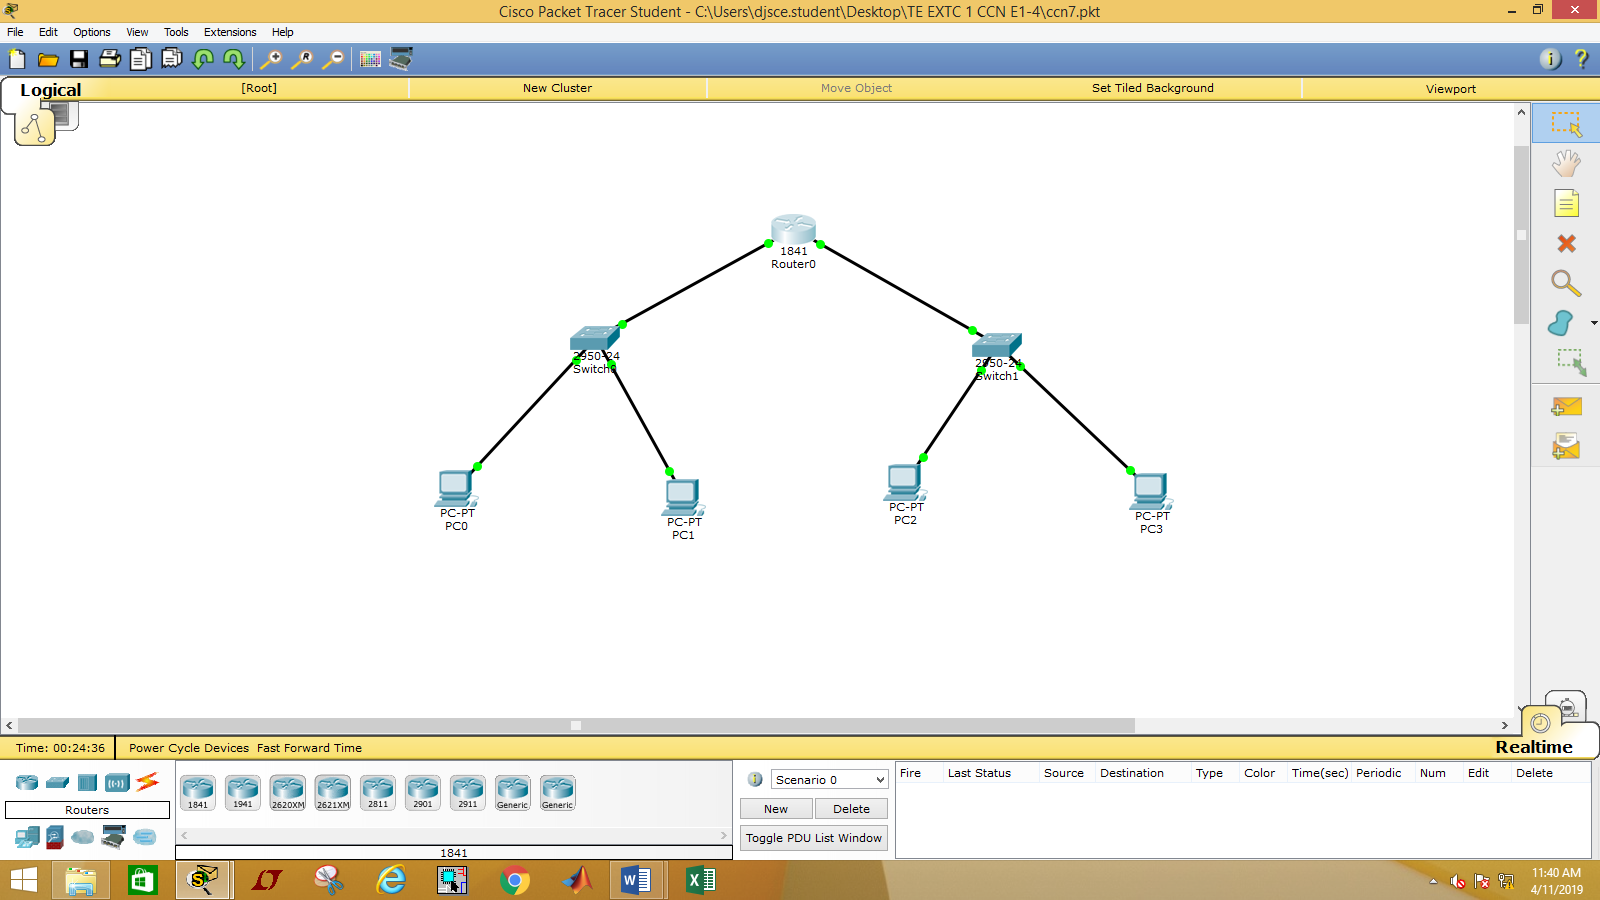 Cisco Packet Tracer Student - C:\Users\djsce.student\Desktop\TE EXTC 1 CCN E1-4\ccn7.pkt
File Edit Options View Tools Extensions Help
Logical [Root] New Cluster Move Object Set Tiled Background Viewport
1841
Router0
2950-24
Switch0
2950-24
Switch1
PC-PT
PC0
PC-PT
PC1
PC-PT
PC2
PC-PT
PC3
Time: 00:24:36 Power Cycle Devices Fast Forward Time
Realtime
Routers
1841 1941 2620XM 2621XM 2811 2901 2911 Generic Generic
1841
Scenario 0
New Delete
Toggle PDU List Window
Fire Last Status Source Destination Type Color Time(sec) Periodic Num Edit Delete
11:40 AM
4/11/2019